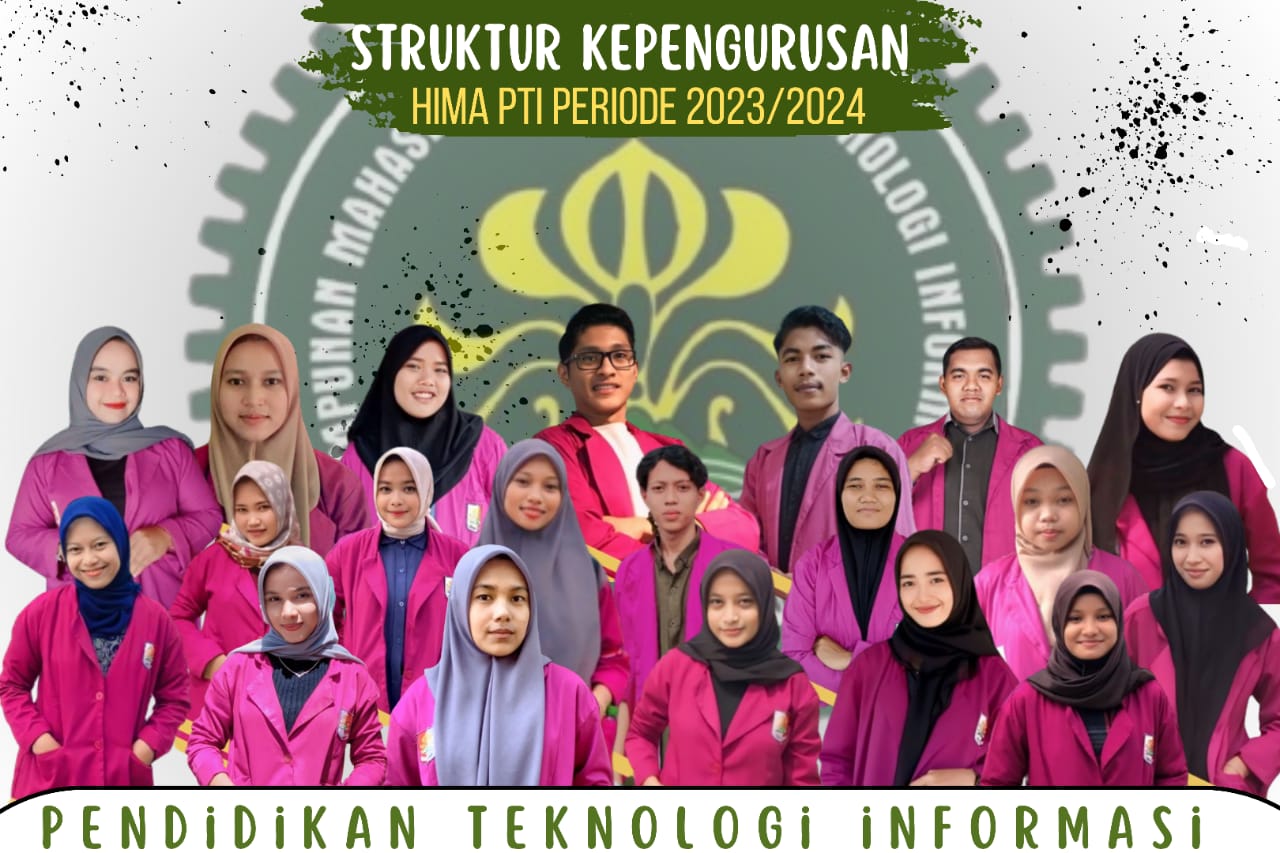 STRUKTUR KEPENGURUSAN
HIMA PTI PERIODE 2023/2024
PENDiDiKAN TEKNOLOGi iNFORMASi